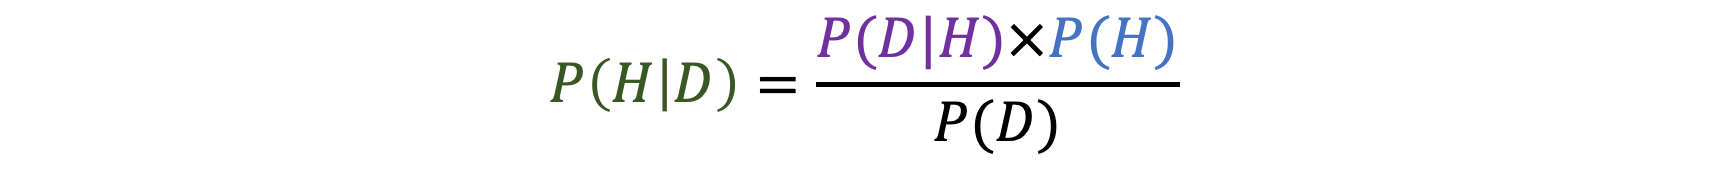 P(H|D) = P(D|H)×P(H) / P(D)